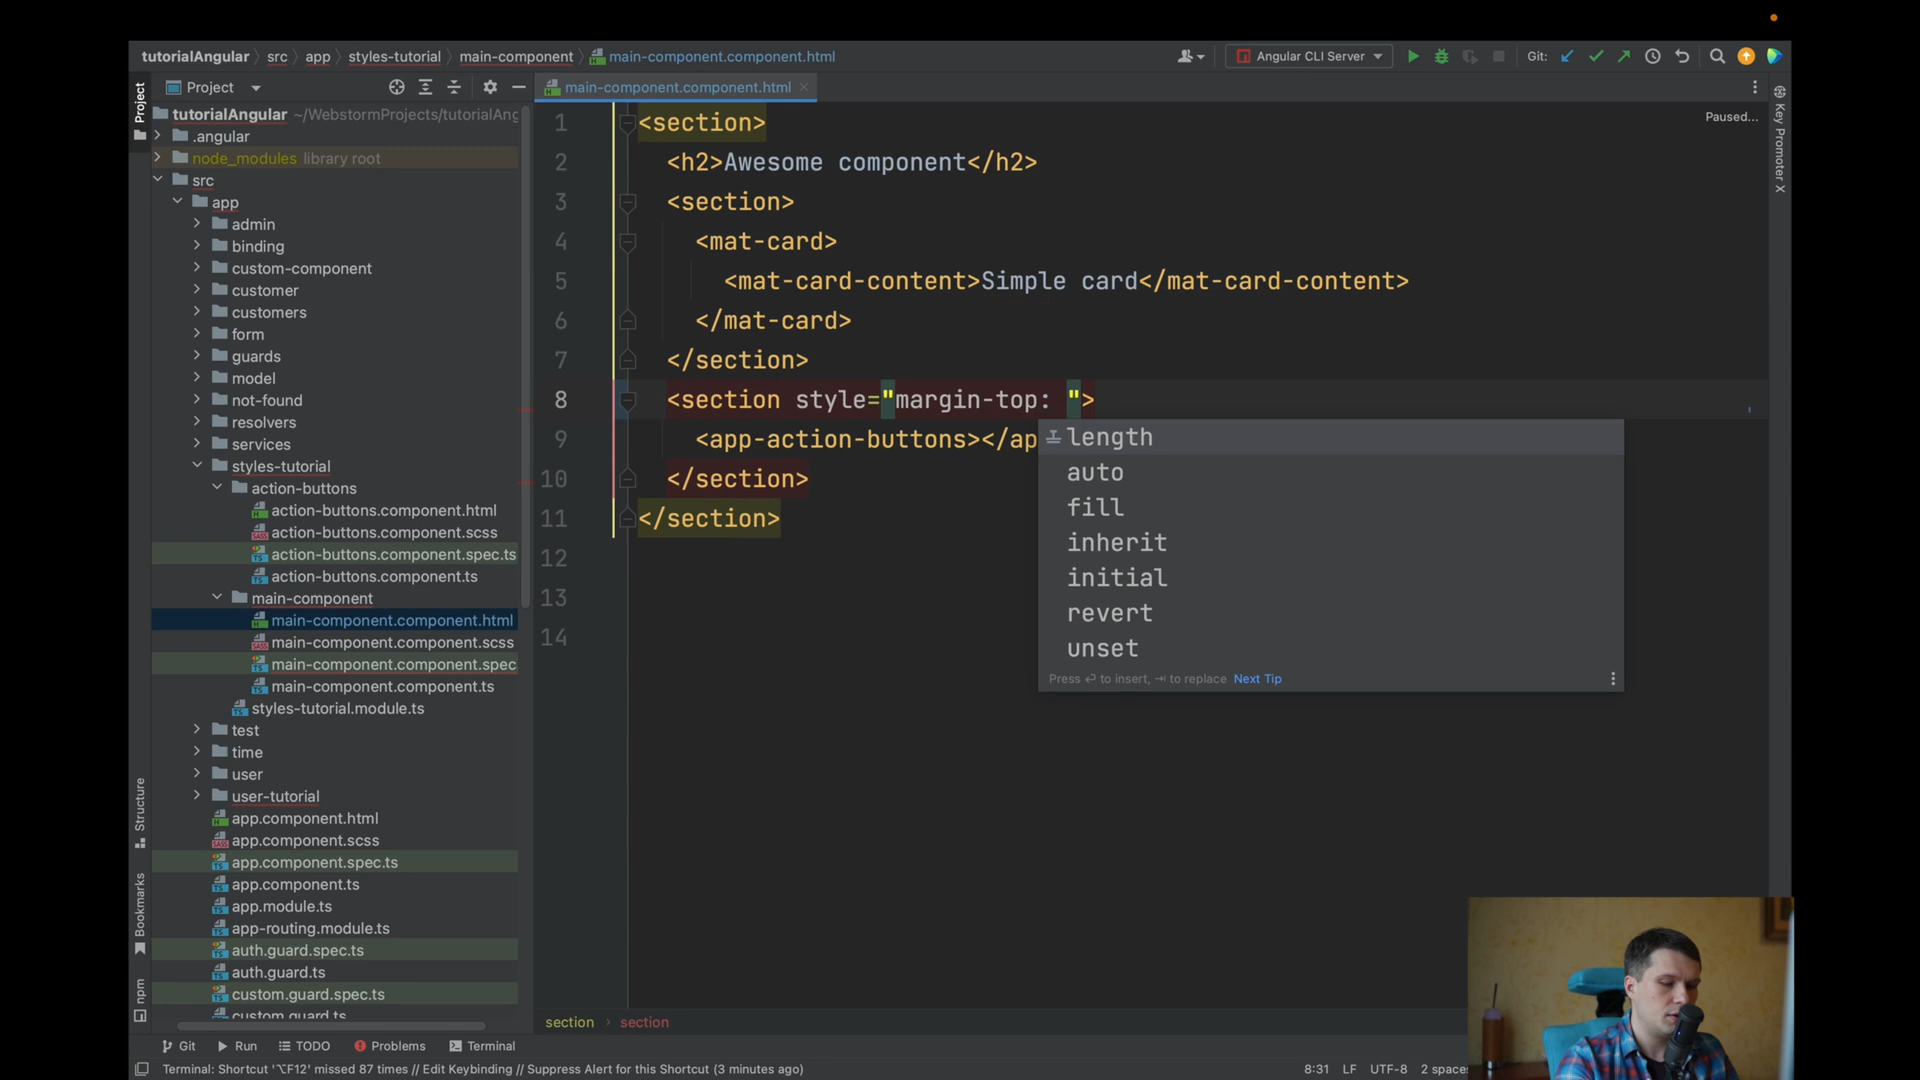 tutorialAngular › src › app › styles-tutorial › main-component › main-component.component.html
Angular CLI Server
Git:
Project
main-component.component.html
Project
tutorialAngular ~/WebstormProjects/tutorialAng
.angular
node_modules library root
src
app
admin
binding
custom-component
customer
customers
form
guards
model
not-found
resolvers
services
styles-tutorial
action-buttons
action-buttons.component.html
action-buttons.component.scss
action-buttons.component.spec.ts
action-buttons.component.ts
main-component
main-component.component.html
main-component.component.scss
main-component.component.spec
main-component.component.ts
styles-tutorial.module.ts
test
time
user
user-tutorial
app.component.html
app.component.scss
app.component.spec.ts
app.component.ts
app.module.ts
app-routing.module.ts
auth.guard.spec.ts
auth.guard.ts
custom.guard.spec.ts
custom.guard.ts
Structure
Bookmarks
npm
1 <section>
2 <h2>Awesome component</h2>
3 <section>
4 <mat-card>
5 <mat-card-content>Simple card</mat-card-content>
6 </mat-card>
7 </section>
8 <section style="margin-top: ">
9 <app-action-buttons></ap
10 </section>
11 </section>
12
13
14
length
auto
fill
inherit
initial
revert
unset
Press ↵ to insert, ⇥ to replace Next Tip
Paused...
Key Promoter X
section › section
Git Run TODO Problems Terminal
Terminal: Shortcut '⌥F12' missed 87 times // Edit Keybinding // Suppress Alert for this Shortcut (3 minutes ago)
8:31 LF UTF-8 2 spaces